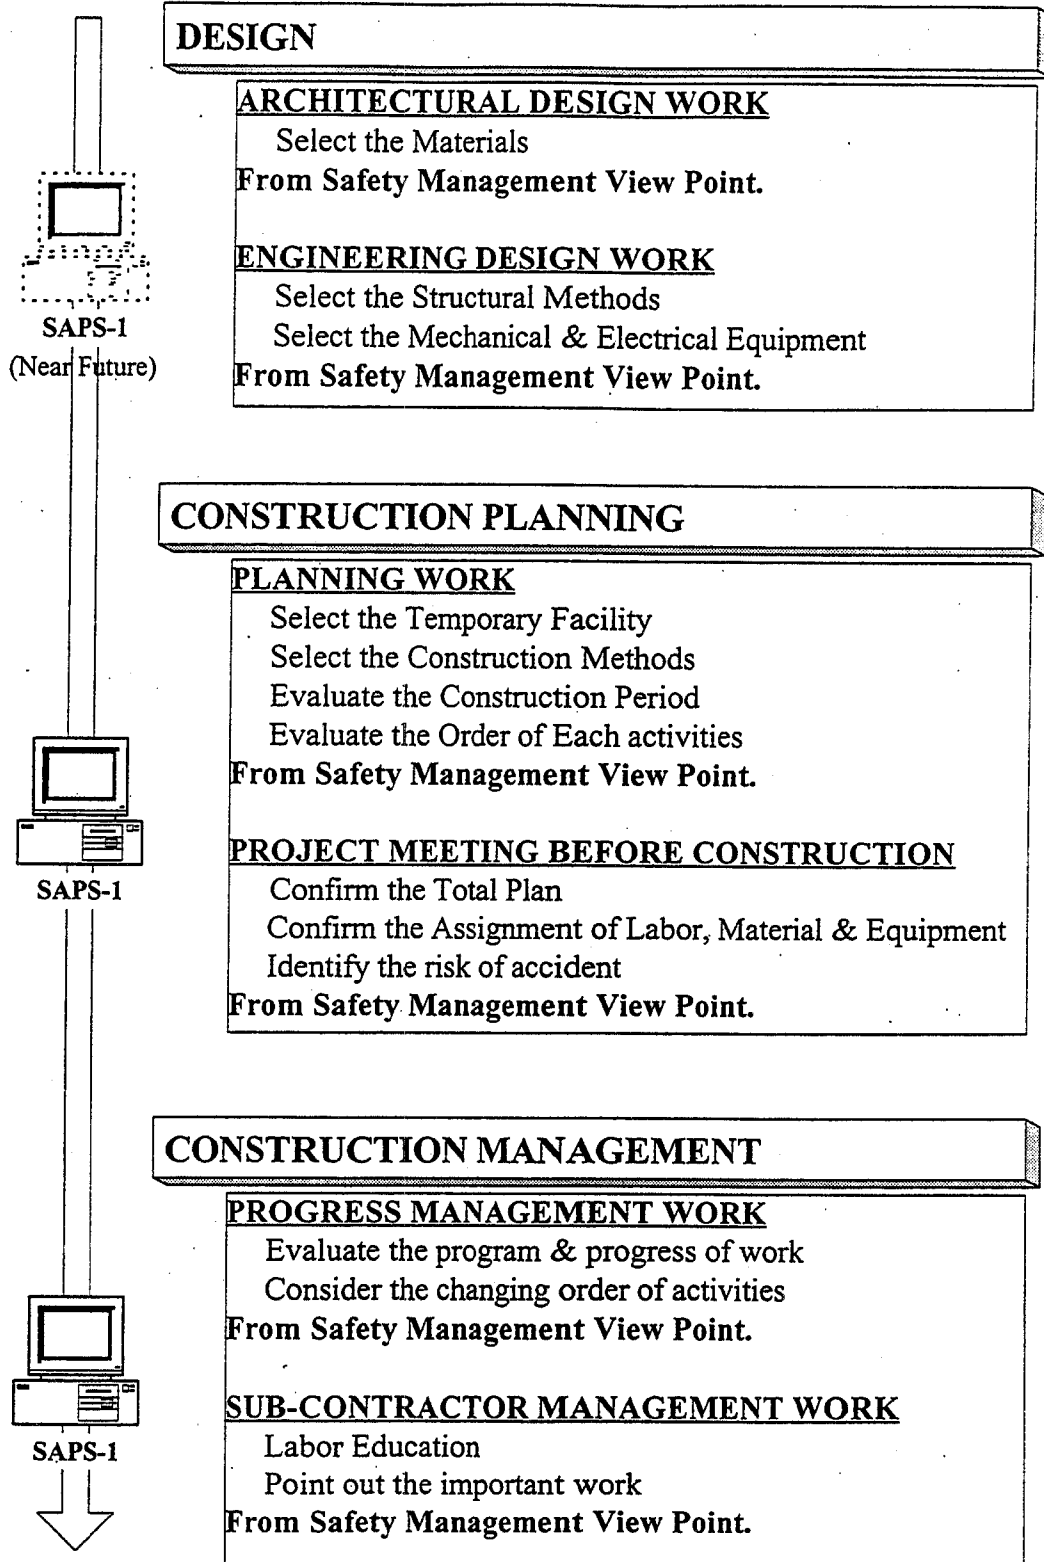 DESIGN
ARCHITECTURAL DESIGN WORK
Select the Materials
From Safety Management View Point.
ENGINEERING DESIGN WORK
Select the Structural Methods
Select the Mechanical & Electrical Equipment
From Safety Management View Point.
SAPS-1
(Near Future)
CONSTRUCTION PLANNING
PLANNING WORK
Select the Temporary Facility
Select the Construction Methods
Evaluate the Construction Period
Evaluate the Order of Each activities
From Safety Management View Point.
PROJECT MEETING BEFORE CONSTRUCTION
Confirm the Total Plan
Confirm the Assignment of Labor, Material & Equipment
Identify the risk of accident
From Safety Management View Point.
SAPS-1
CONSTRUCTION MANAGEMENT
PROGRESS MANAGEMENT WORK
Evaluate the program & progress of work
Consider the changing order of activities
From Safety Management View Point.
SUB-CONTRACTOR MANAGEMENT WORK
Labor Education
Point out the important work
From Safety Management View Point.
SAPS-1